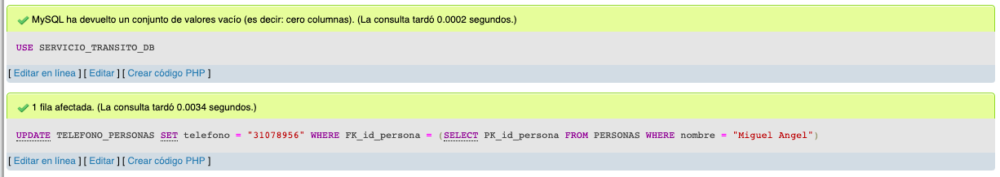 MySQL ha devuelto un conjunto de valores vacío (es decir: cero columnas). (La consulta tardó 0.0002 segundos.)
USE SERVICIO_TRANSITO_DB
[ Editar en línea ] [ Editar ] [ Crear código PHP ]
1 fila afectada. (La consulta tardó 0.0034 segundos.)
UPDATE TELEFONO_PERSONAS SET telefono = "31078956" WHERE FK_id_persona = (SELECT PK_id_persona FROM PERSONAS WHERE nombre = "Miguel Angel")
[ Editar en línea ] [ Editar ] [ Crear código PHP ]